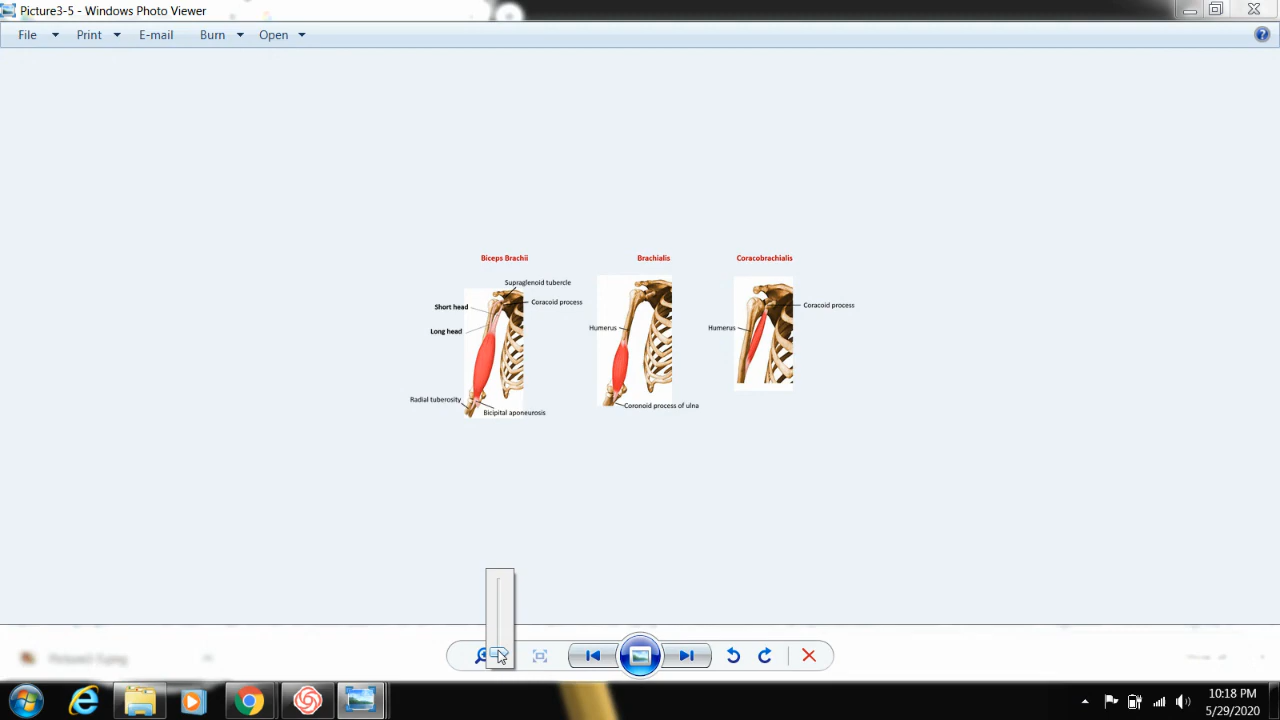 Picture3-5 - Windows Photo Viewer
File Print E-mail Burn Open
Biceps Brachii
Brachialis
Coracobrachialis
Supraglenoid tubercle
Coracoid process
Short head
Long head
Radial tuberosity
Bicipital aponeurosis
Humerus
Coronoid process of ulna
Humerus
Coracoid process
10:18 PM
5/29/2020